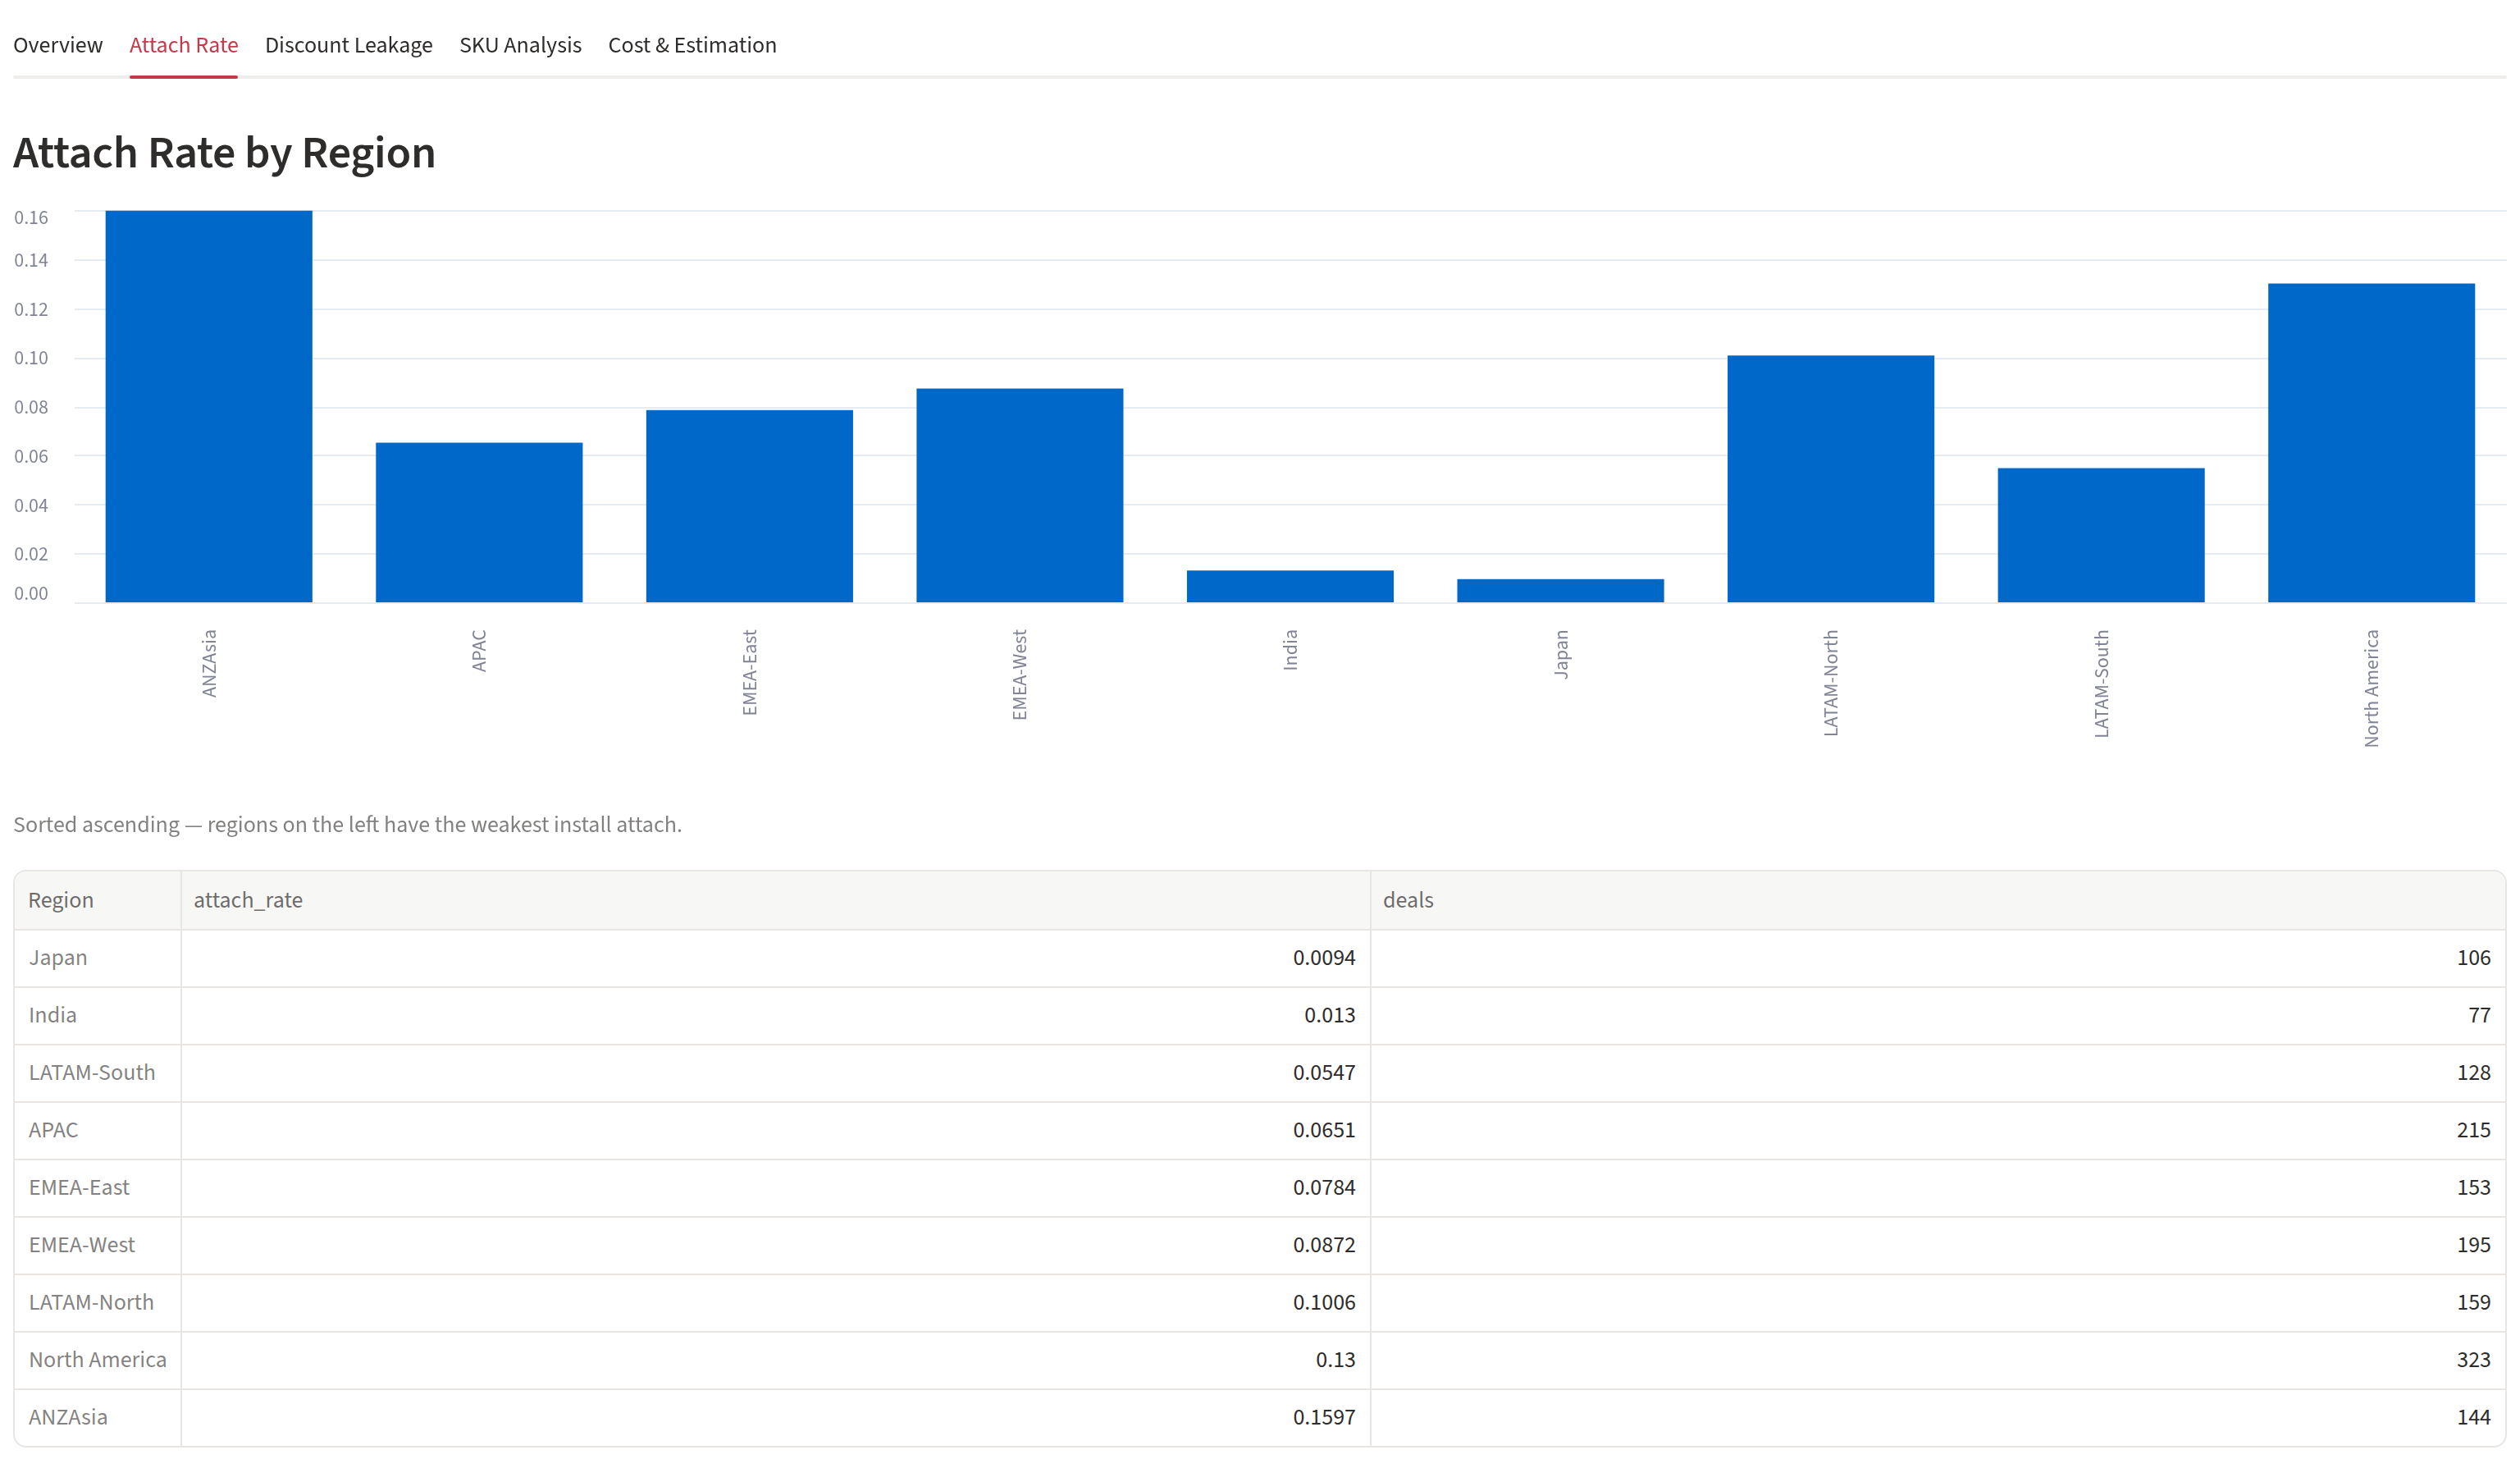 Overview Attach Rate Discount Leakage SKU Analysis Cost & Estimation
Attach Rate by Region
0.16
0.14
0.12
0.10
0.08
0.06
0.04
0.02
0.00
ANZAsia
APAC
EMEA-East
EMEA-West
India
Japan
LATAM-North
LATAM-South
North America
Sorted ascending — regions on the left have the weakest install attach.
Region attach_rate deals
Japan 0.0094 106
India 0.013 77
LATAM-South 0.0547 128
APAC 0.0651 215
EMEA-East 0.0784 153
EMEA-West 0.0872 195
LATAM-North 0.1006 159
North America 0.13 323
ANZAsia 0.1597 144